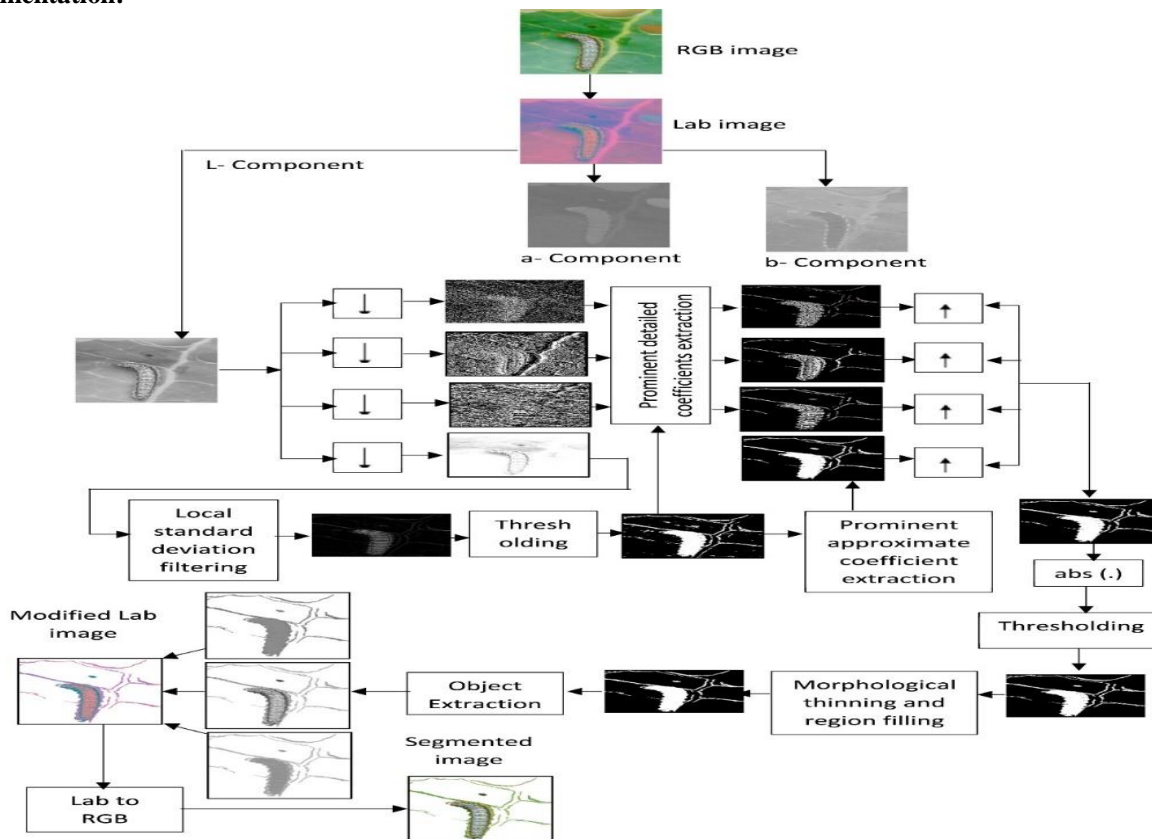 mentation.
RGB image
Lab image
L- Component
a- Component
b- Component
Prominent detailed
coefficients extraction
Local
standard
deviation
filtering
Thresh
olding
Prominent
approximate
coefficient
extraction
abs (.)
Thresholding
Modified Lab
image
Object
Extraction
Morphological
thinning and
region filling
Segmented
image
Lab to
RGB